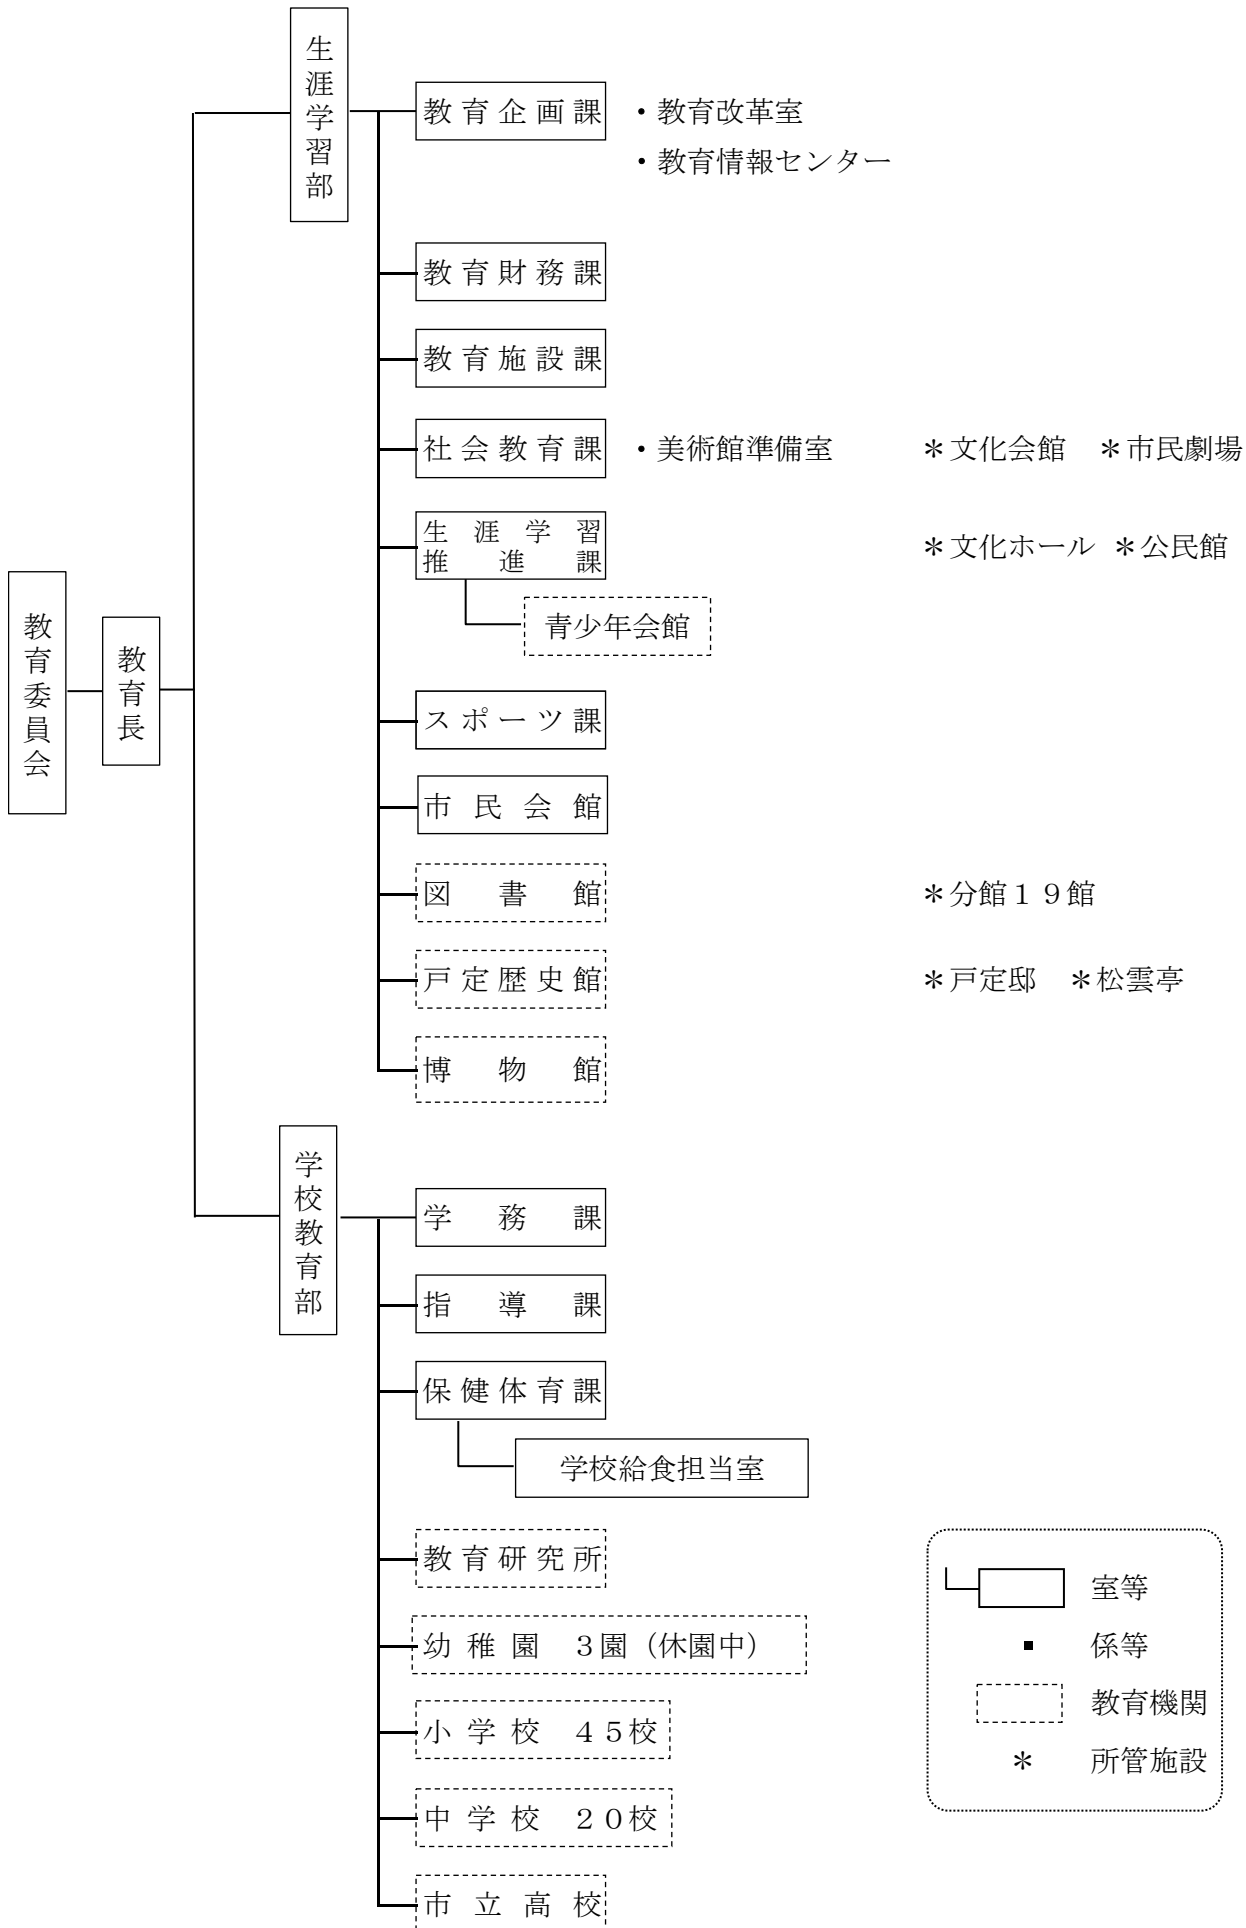 教育委員会
教育長
生涯学習部
教育企画課
・教育改革室
・教育情報センター
教育財務課
教育施設課
社会教育課
・美術館準備室
＊文化会館　＊市民劇場
生涯学習
推進課
＊文化ホール　＊公民館
青少年会館
スポーツ課
市民会館
図書館
＊分館１９館
戸定歴史館
＊戸定邸　＊松雲亭
博物館
学校教育部
学務課
指導課
保健体育課
学校給食担当室
教育研究所
幼稚園　３園（休園中）
小学校　４５校
中学校　２０校
市立高校
室等
▪　係等
教育機関
＊　所管施設